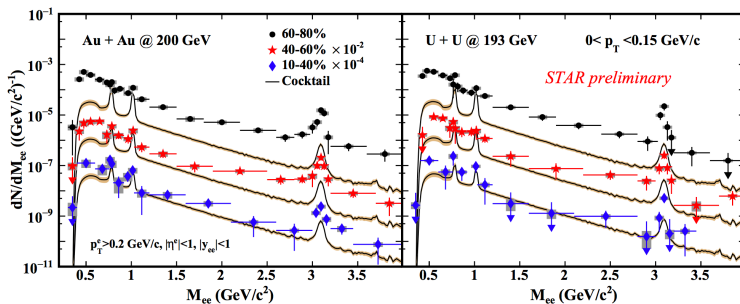 Au + Au @ 200 GeV
60-80%
40-60% ×10⁻²
10-40% ×10⁻⁴
Cocktail
U + U @ 193 GeV
0< p_T <0.15 GeV/c
STAR preliminary
dN/dM_ee ((GeV/c²)⁻¹)
10⁻¹
10⁻³
10⁻⁵
10⁻⁷
10⁻⁹
10⁻¹¹
p_T^e>0.2 GeV/c, |η^e|<1, |y_ee|<1
0.5 1 1.5 2 2.5 3 3.5
0.5 1 1.5 2 2.5 3 3.5
M_ee (GeV/c²)
M_ee (GeV/c²)